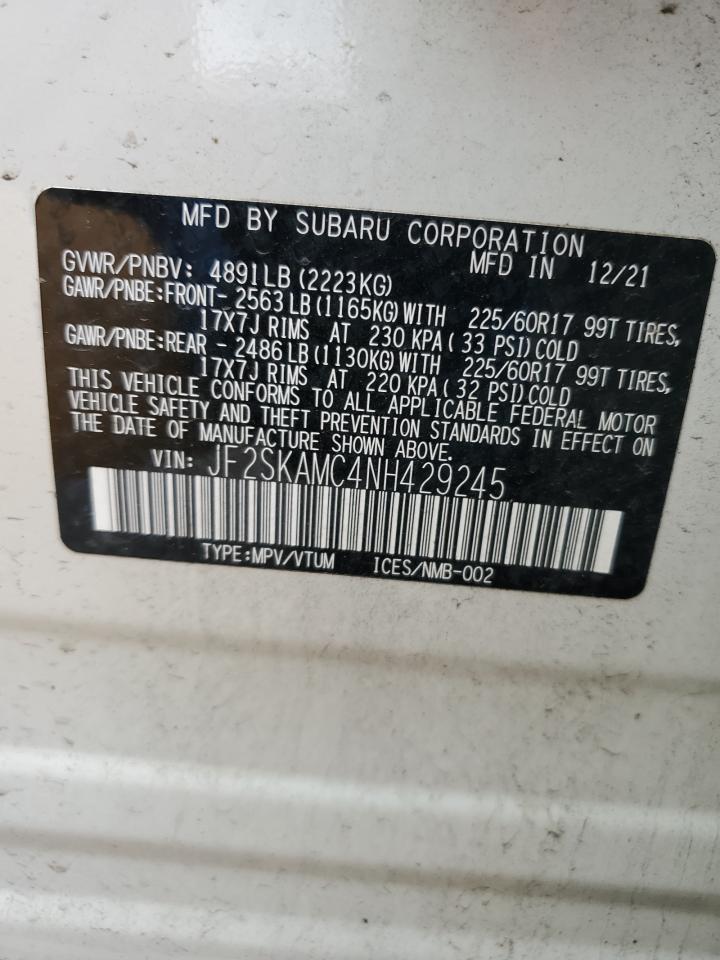 MFD BY SUBARU CORPORATION
GVWR/PNBV: 4891LB (2223KG) MFD IN 12/21
GAWR/PNBE:FRONT- 2563LB(1165KG)WITH 225/60R17 99T TIRES,
17X7J RIMS AT 230 KPA( 33 PSI)COLD
GAWR/PNBE:REAR - 2486LB(1130KG)WITH 225/60R17 99T TIRES,
17X7J RIMS AT 220 KPA( 32 PSI)COLD
THIS VEHICLE CONFORMS TO ALL APPLICABLE FEDERAL MOTOR
VEHICLE SAFETY AND THEFT PREVENTION STANDARDS IN EFFECT ON
THE DATE OF MANUFACTURE SHOWN ABOVE.
VIN: JF2SKAMC4NH429245
TYPE:MPV/VTUM ICES/NMB-002